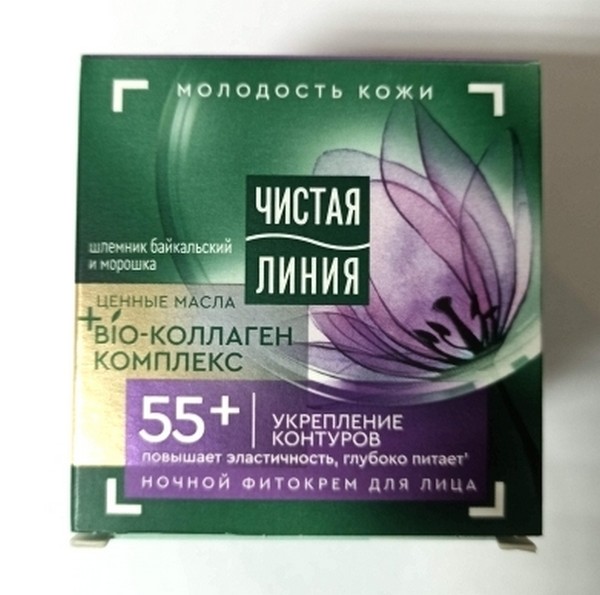 МОЛОДОСТЬ КОЖИ
ЧИСТАЯ
ЛИНИЯ
шлемник байкальский
и морошка
ЦЕННЫЕ МАСЛА
+ BIO-КОЛЛАГЕН
КОМПЛЕКС
55+
УКРЕПЛЕНИЕ
КОНТУРОВ
повышает эластичность, глубоко питает¹
НОЧНОЙ ФИТОКРЕМ ДЛЯ ЛИЦА